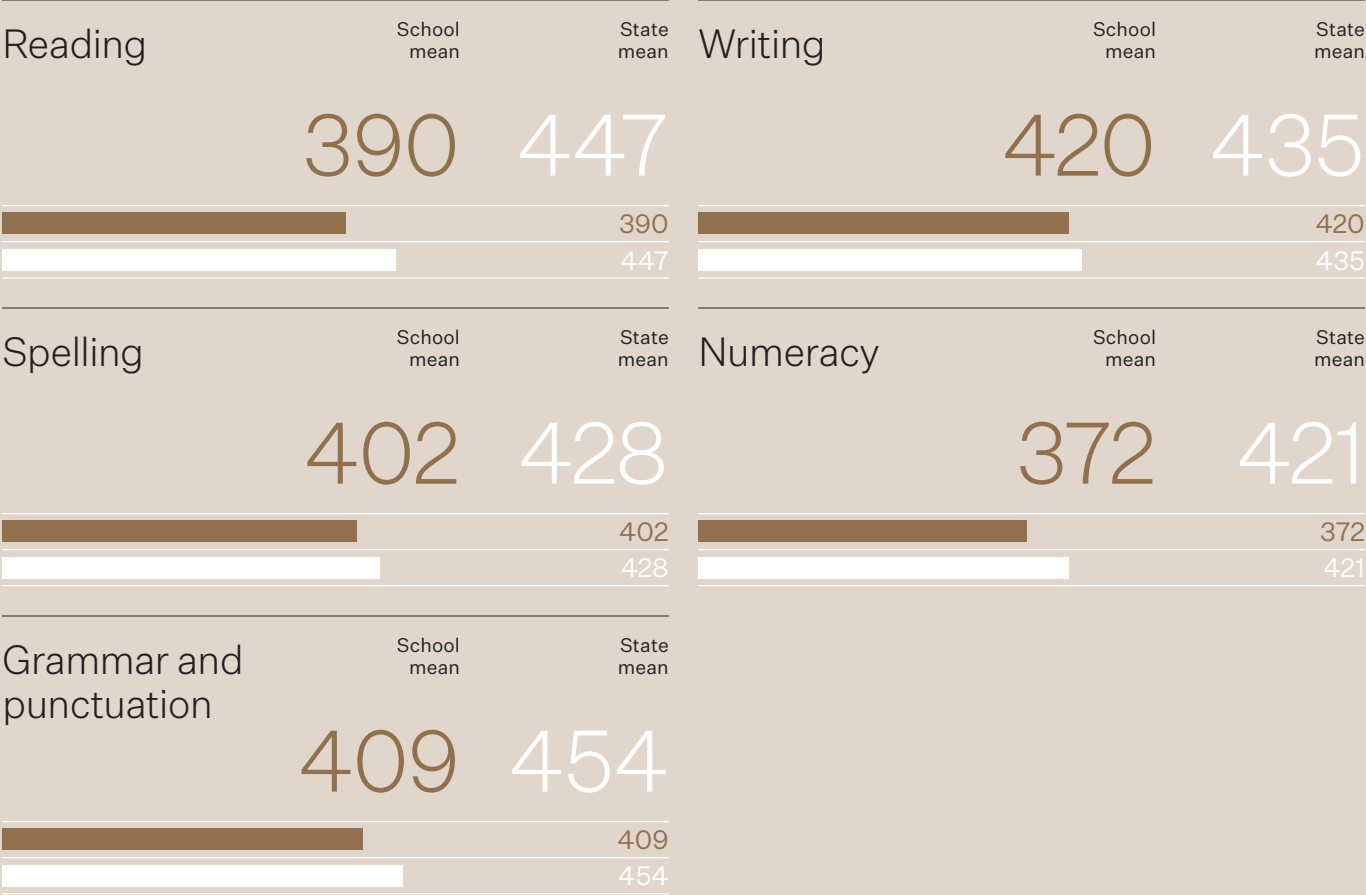 Reading
School
mean
State
mean
390
447
390
447
Writing
School
mean
State
mean
420
435
420
435
Spelling
School
mean
State
mean
402
428
402
428
Numeracy
School
mean
State
mean
372
421
372
421
Grammar and
punctuation
School
mean
State
mean
409
454
409
454